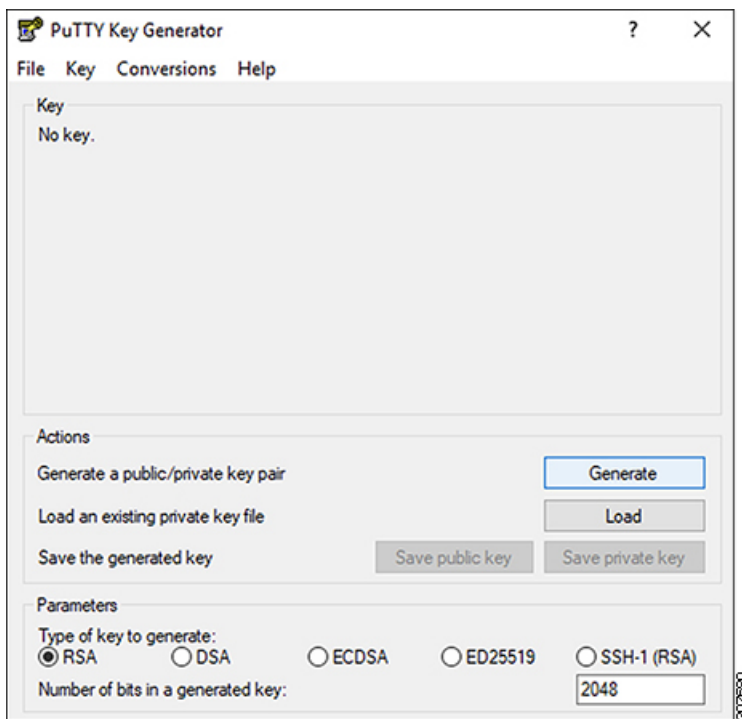 PuTTY Key Generator ?
File Key Conversions Help
Key
No key.
Actions
Generate a public/private key pair Generate
Load an existing private key file Load
Save the generated key Save public key Save private key
Parameters
Type of key to generate:
RSA DSA ECDSA ED25519 SSH-1 (RSA)
Number of bits in a generated key: 2048